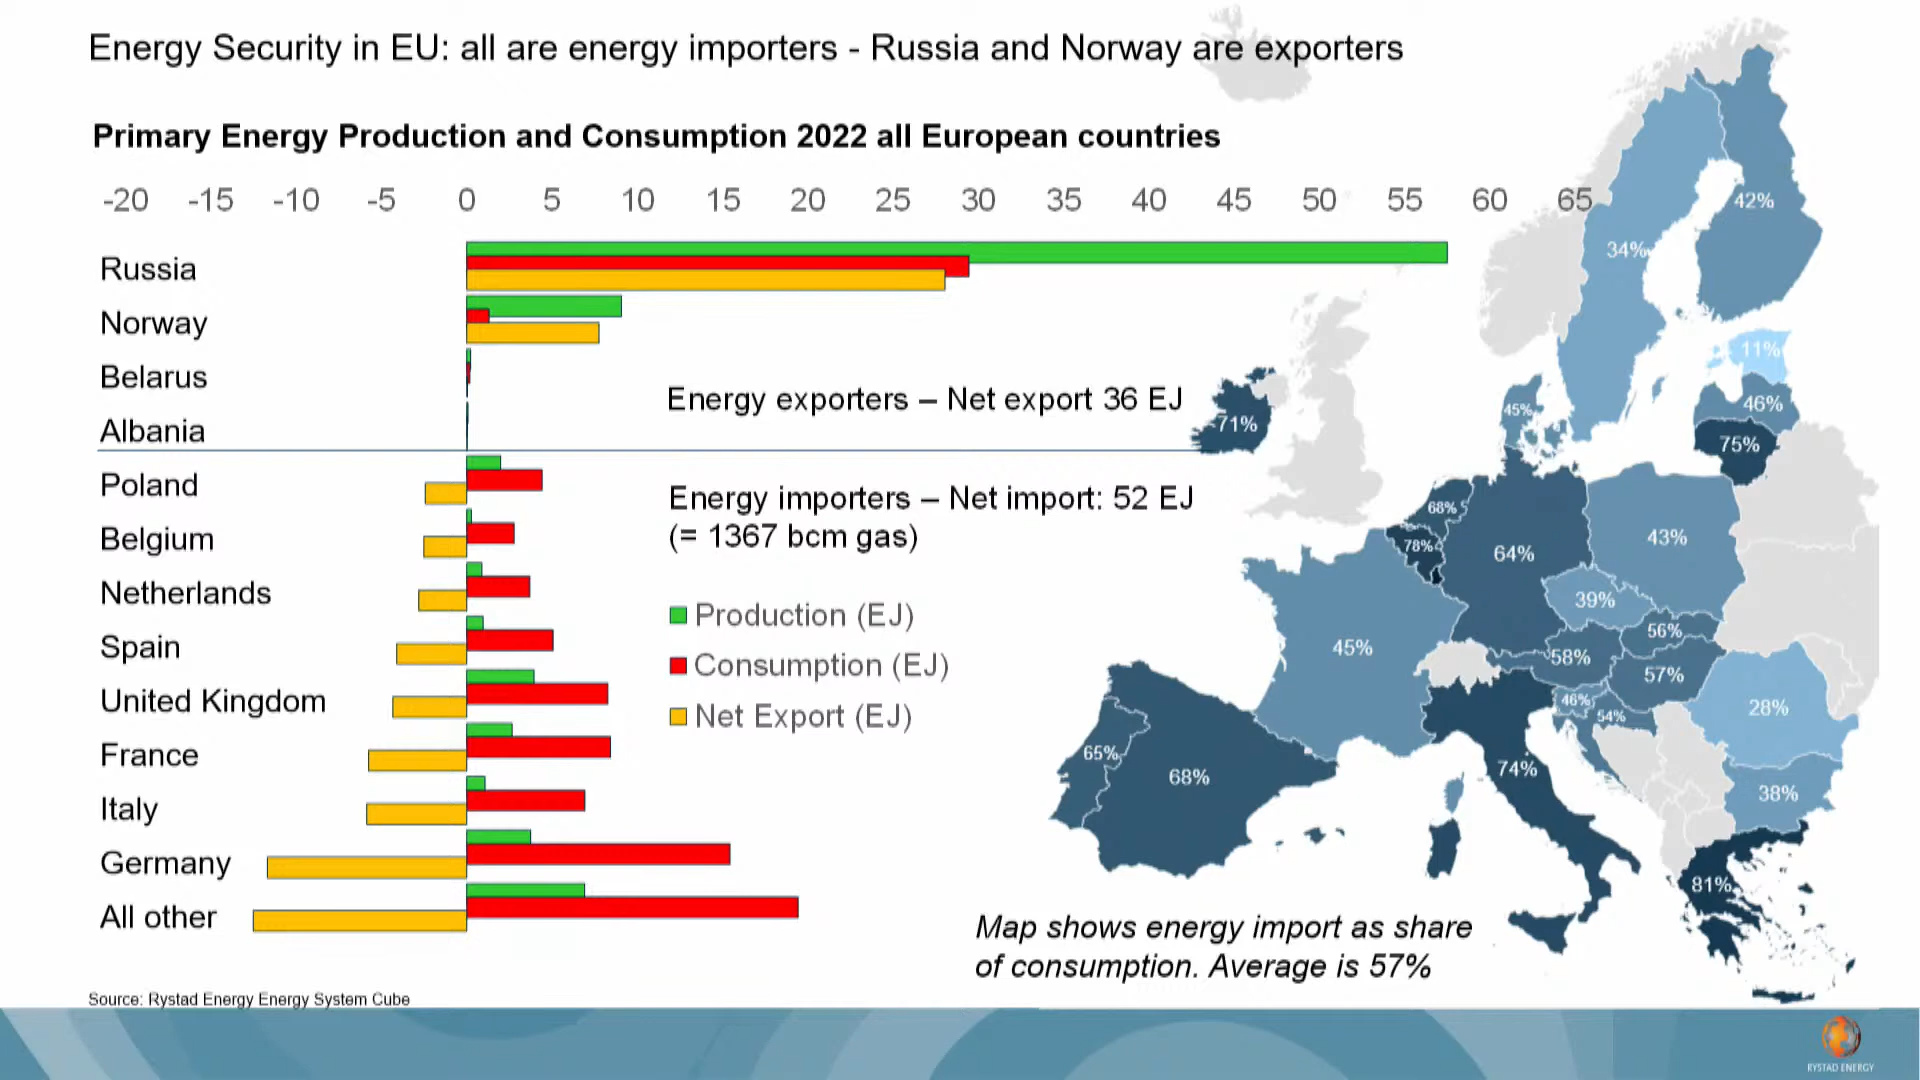 Energy Security in EU: all are energy importers - Russia and Norway are exporters
Primary Energy Production and Consumption 2022 all European countries
-20 -15 -10 -5 0 5 10 15 20 25 30 35 40 45 50 55 60 65
Russia
Norway
Belarus
Albania
Energy exporters – Net export 36 EJ
Poland
Belgium
Netherlands
Spain
United Kingdom
France
Italy
Germany
All other
Energy importers – Net import: 52 EJ
(= 1367 bcm gas)
Production (EJ)
Consumption (EJ)
Net Export (EJ)
42%
34%
11%
46%
45%
71%
75%
68%
78%
64%
43%
39%
56%
58%
57%
45%
46%
54%
28%
65%
68%
74%
38%
81%
Map shows energy import as share
of consumption. Average is 57%
Source: Rystad Energy Energy System Cube
RYSTAD ENERGY